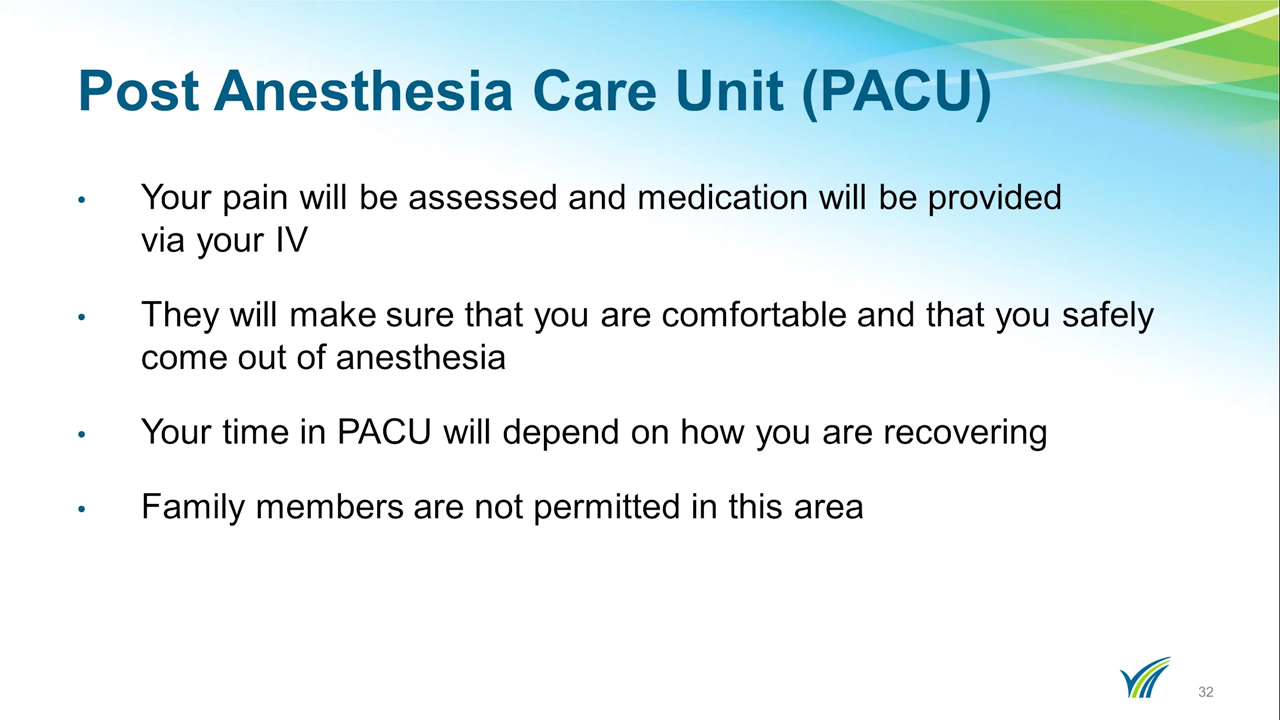 Post Anesthesia Care Unit (PACU)
• Your pain will be assessed and medication will be provided
via your IV
• They will make sure that you are comfortable and that you safely
come out of anesthesia
• Your time in PACU will depend on how you are recovering
• Family members are not permitted in this area
32